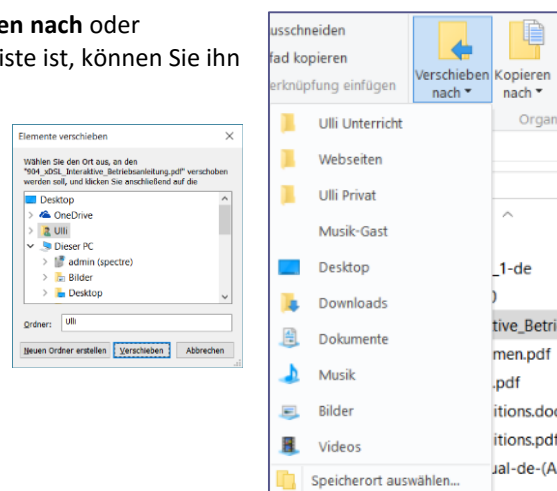 en nach oder
iste ist, können Sie ihn
Elemente verschieben
Wählen Sie den Ort aus, an den
"904_xDSL_Interaktive_Betriebsanleitung.pdf" verschoben
werden soll, und klicken Sie anschließend auf die
Desktop
OneDrive
Ulli
Dieser PC
admin (spectre)
Bilder
Desktop
Ordner: Ulli
Neuen Ordner erstellen Verschieben Abbrechen
usschneiden
fad kopieren
erknüpfung einfügen
Verschieben nach
Kopieren nach
Organ
Ulli Unterricht
Webseiten
Ulli Privat
Musik-Gast
Desktop
Downloads
Dokumente
Musik
Bilder
Videos
Speicherort auswählen...
_1-de
tive_Betri
men.pdf
.pdf
itions.doc
itions.pdf
ual-de-(A